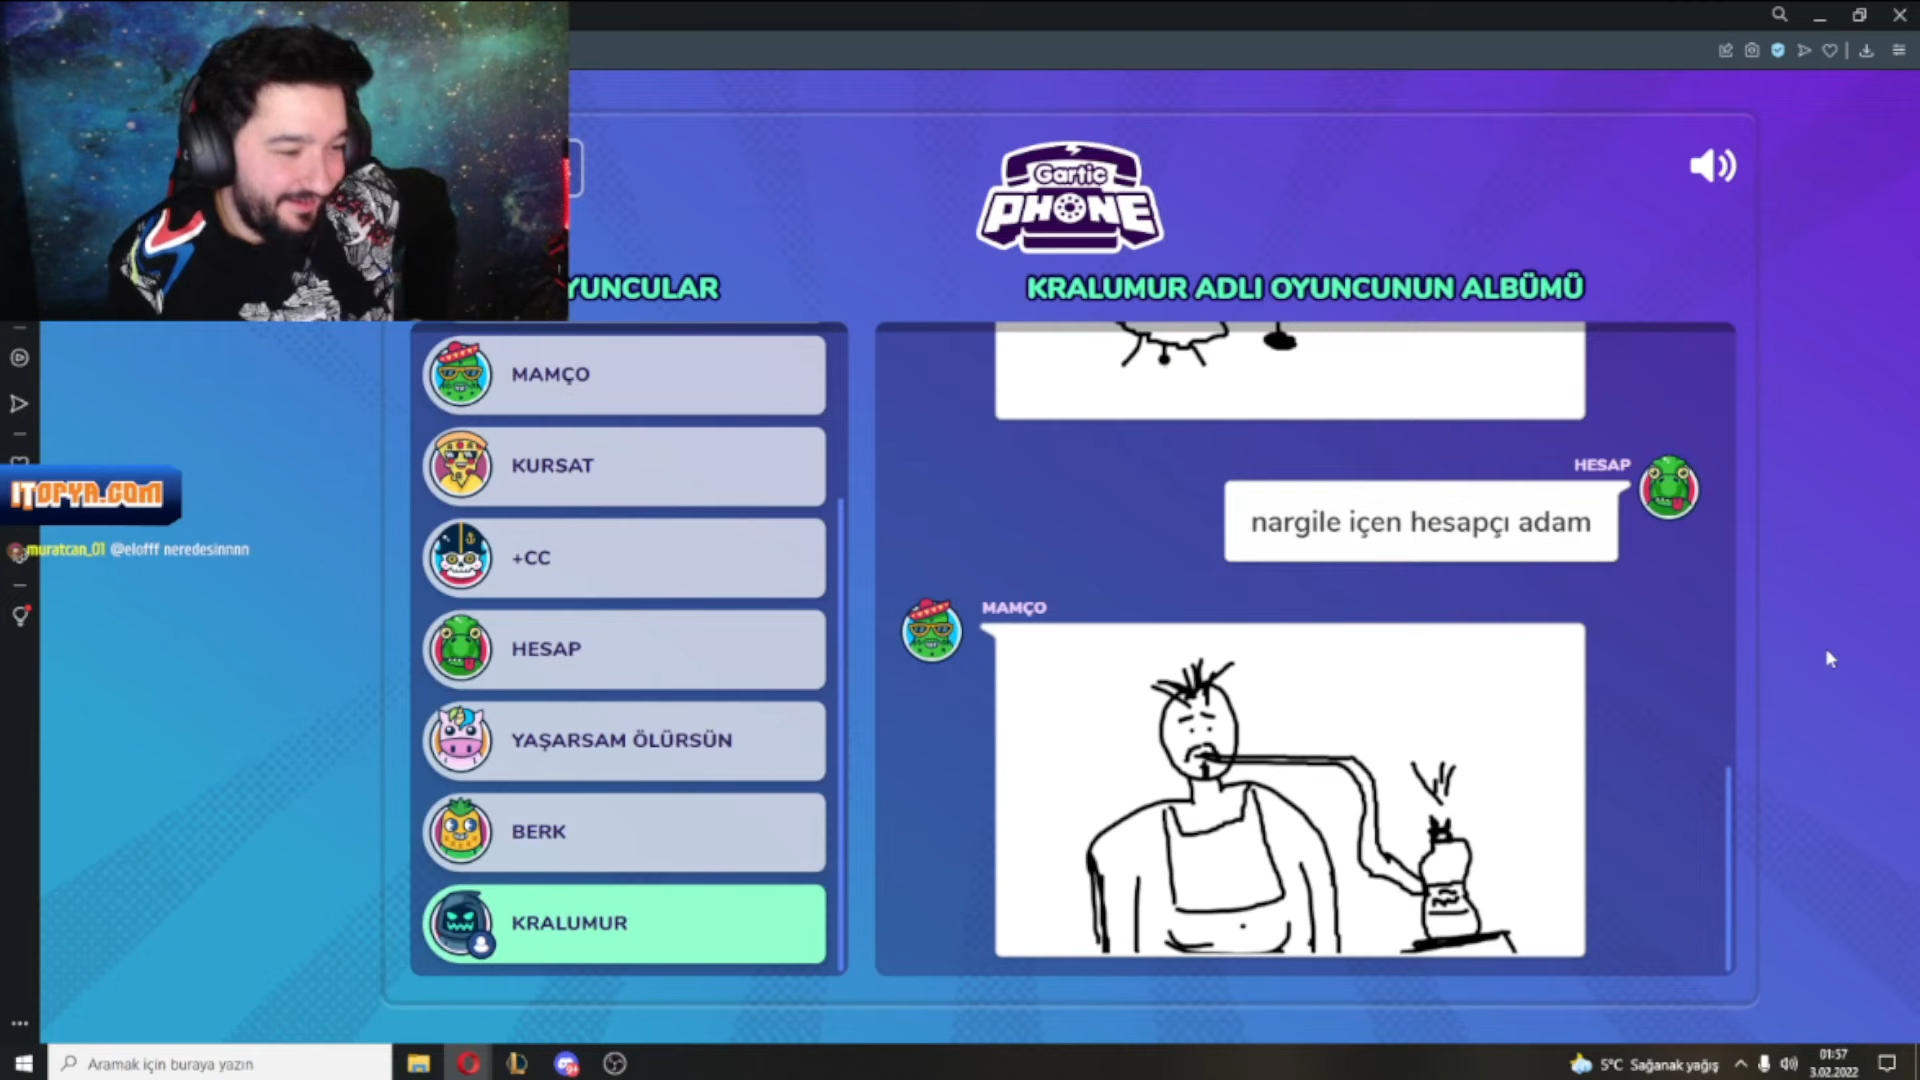 Gartic
PHONE
YUNCULAR
KRALUMUR ADLI OYUNCUNUN ALBÜMÜ
MAMÇO
KURSAT
+CC
HESAP
YAŞARSAM ÖLÜRSÜN
BERK
KRALUMUR
HESAP
nargile içen hesapçı adam
MAMÇO
ITOPYA.COM
muratcan_01 @elofff neredesinnnn
Aramak için buraya yazın
5°C Sağanak yağış
01:57
3.02.2022